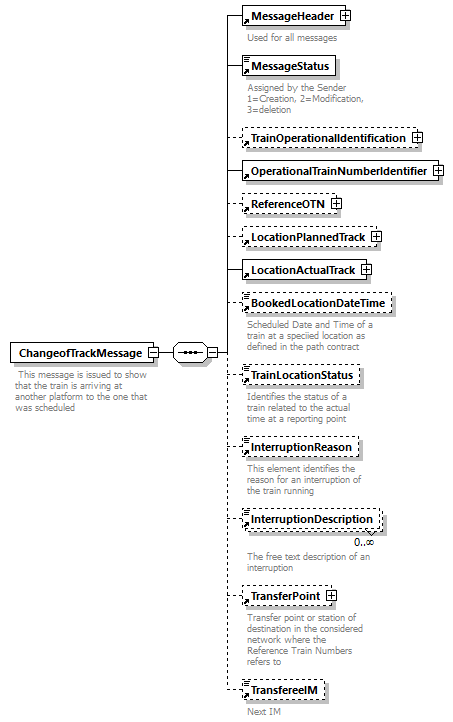 MessageHeader
Used for all messages
MessageStatus
Assigned by the Sender
1=Creation, 2=Modification,
3=deletion
TrainOperationalIdentification
OperationalTrainNumberIdentifier
ReferenceOTN
LocationPlannedTrack
LocationActualTrack
BookedLocationDateTime
Scheduled Date and Time of a
train at a speciied location as
defined in the path contract
ChangeofTrackMessage
This message is issued to show
that the train is arriving at
another platform to the one that
was scheduled
TrainLocationStatus
Identifies the status of a
train related to the actual
time at a reporting point
InterruptionReason
This element identifies the
reason for an interruption of
the train running
InterruptionDescription
0..∞
The free text description of an
interruption
TransferPoint
Transfer point or station of
destination in the considered
network where the
Reference Train Numbers
refers to
TransfereeIM
Next IM